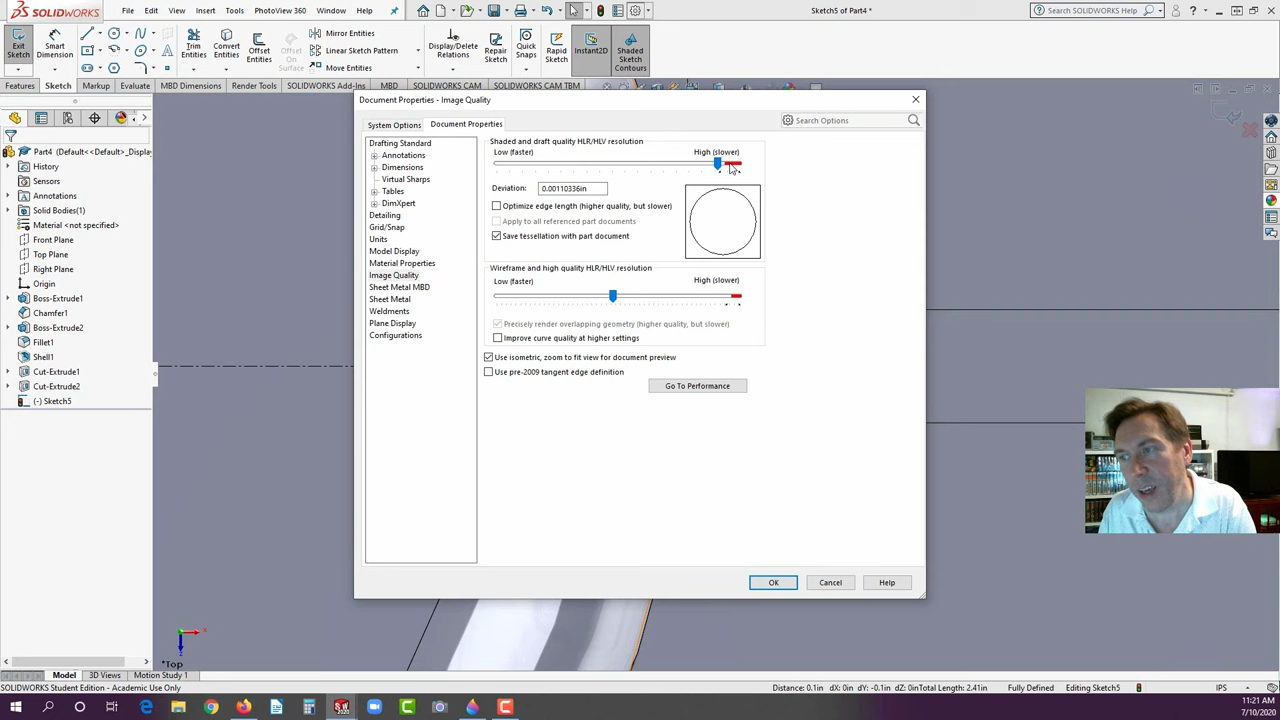 SOLIDWORKS File Edit View Insert Tools PhotoView 360 Window Help Sketch5 of Part4 * Search SOLIDWORKS Help
Exit Sketch
Smart Dimension
Trim Entities
Convert Entities
Offset Entities
Mirror Entities
Linear Sketch Pattern
Move Entities
Display/Delete Relations
Repair Sketch
Quick Snaps
Rapid Sketch
Instant2D
Shaded Sketch Contours
Features Sketch Markup Evaluate MBD Dimensions Render Tools SOLIDWORKS Add-Ins MBD SOLIDWORKS CAM SOLIDWORKS CAM TBM
Part4 (Default<<Default>_Display
History
Sensors
Annotations
Solid Bodies(1)
Material <not specified>
Front Plane
Top Plane
Right Plane
Origin
Boss-Extrude1
Chamfer1
Boss-Extrude2
Fillet1
Shell1
Cut-Extrude1
Cut-Extrude2
(-) Sketch5
Document Properties - Image Quality
System Options Document Properties Search Options
Drafting Standard
Annotations
Dimensions
Virtual Sharps
Tables
DimXpert
Detailing
Grid/Snap
Units
Model Display
Material Properties
Image Quality
Sheet Metal MBD
Sheet Metal
Weldments
Plane Display
Configurations
Shaded and draft quality HLR/HLV resolution
Low (faster) High (slower)
Deviation: 0.00110336in
Optimize edge length (higher quality, but slower)
Apply to all referenced part documents
Save tessellation with part document
Wireframe and high quality HLR/HLV resolution
Low (faster) High (slower)
Precisely render overlapping geometry (higher quality, but slower)
Improve curve quality at higher settings
Use isometric, zoom to fit view for document preview
Use pre-2009 tangent edge definition
Go To Performance
OK Cancel Help
*Top
Model 3D Views Motion Study 1
SOLIDWORKS Student Edition - Academic Use Only Distance: 0.1in dX: 0in dY: -0.1in dZ: 0inTotal Length: 2.41in Fully Defined Editing Sketch5 IPS
11:21 AM
7/10/2020